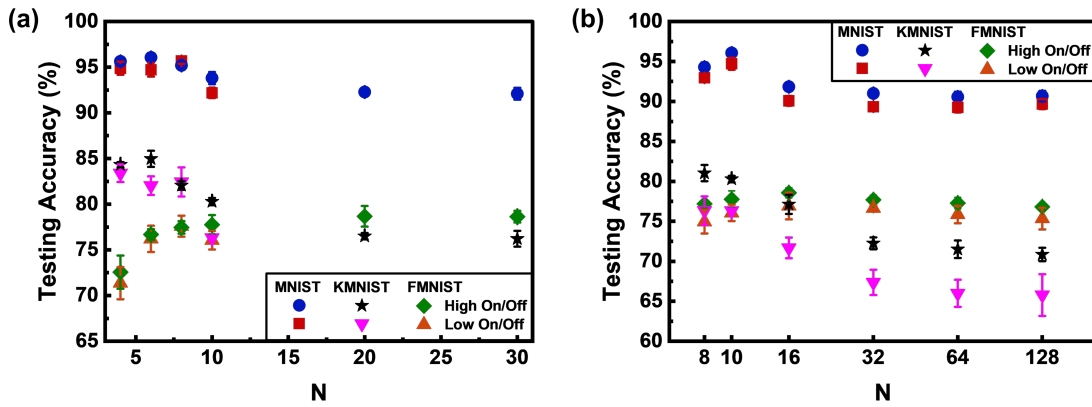 (a)
100
95
90
85
80
75
70
65
Testing Accuracy (%)
MNIST KMNIST FMNIST
High On/Off
Low On/Off
5 10 15 20 25 30
N
(b)
100
95
90
85
80
75
70
65
60
Testing Accuracy (%)
MNIST KMNIST FMNIST
High On/Off
Low On/Off
8 10 16 32 64 128
N